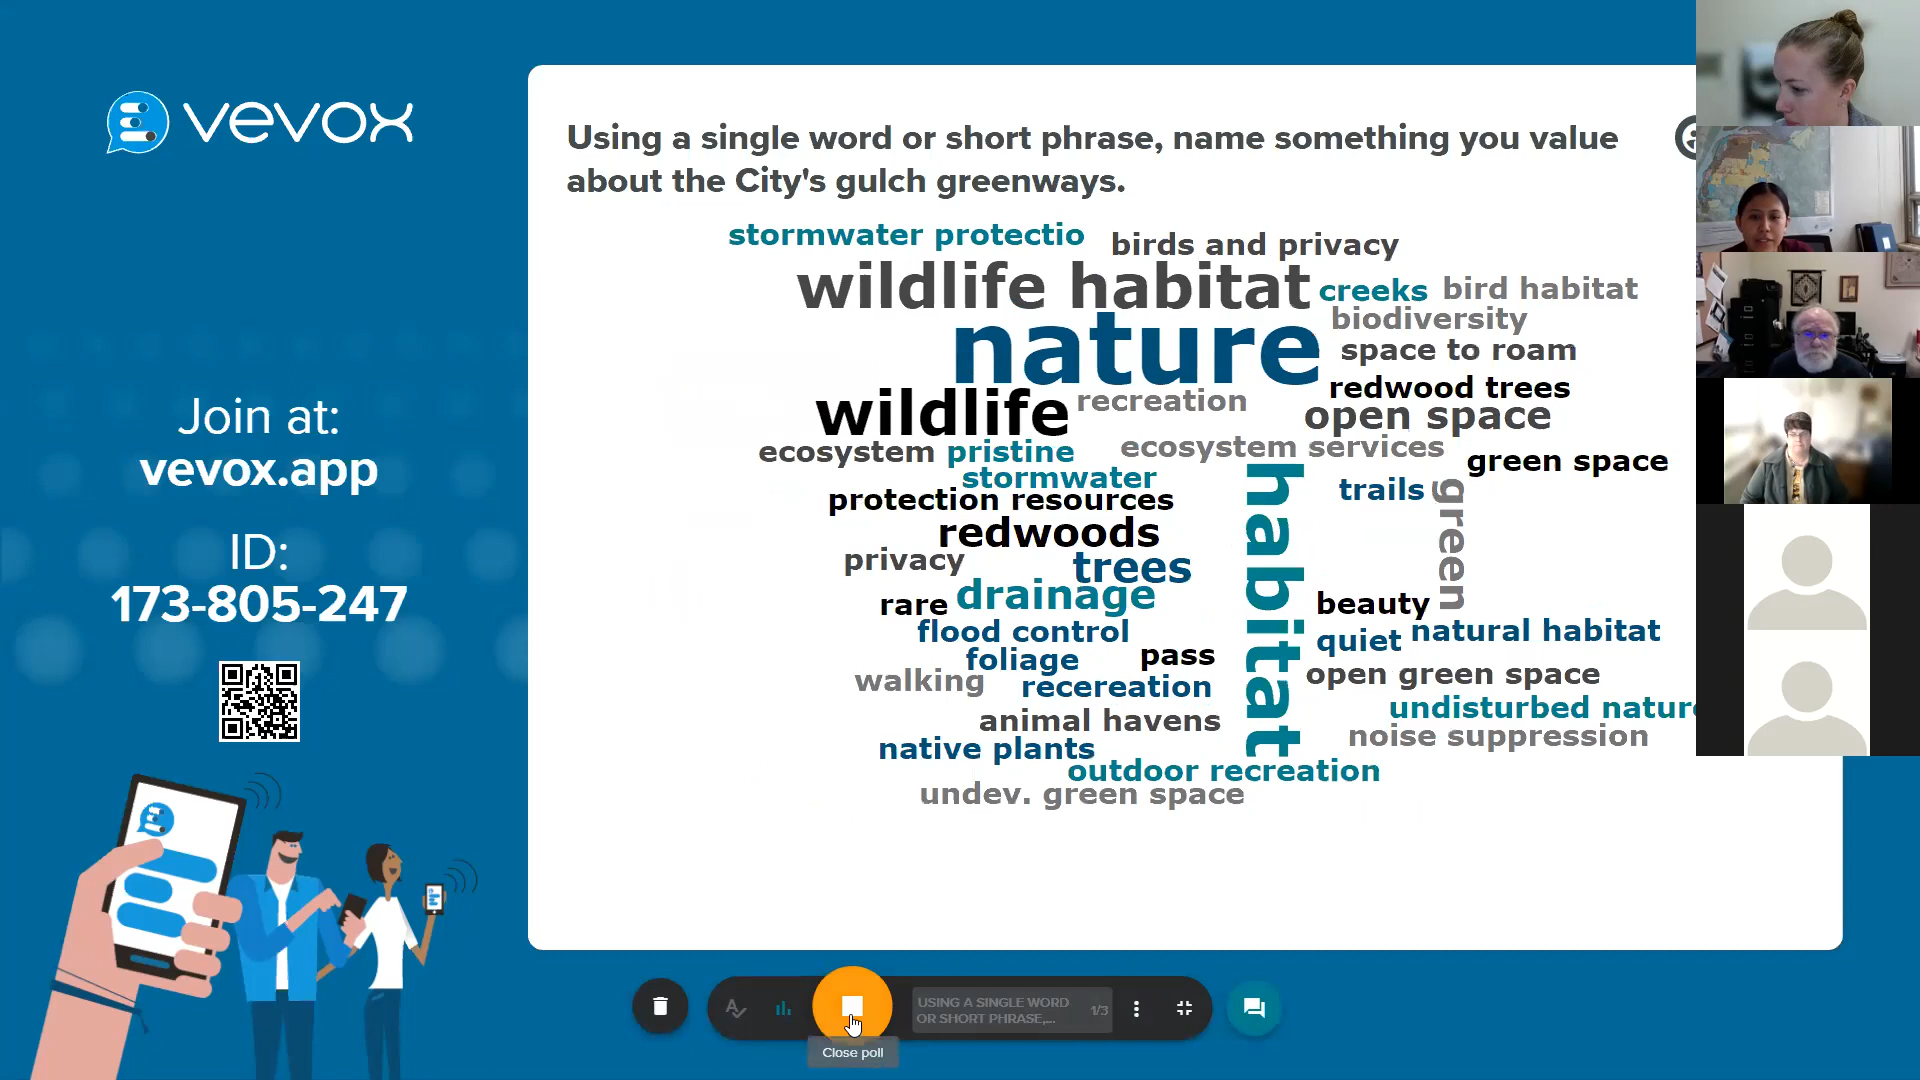 vevox
Join at:
vevox.app
ID:
173-805-247
Using a single word or short phrase, name something you value
about the City's gulch greenways.
stormwater protectio
birds and privacy
wildlife habitat
creeks
bird habitat
biodiversity
nature
space to roam
redwood trees
wildlife
recreation
open space
ecosystem
pristine
ecosystem services
green space
stormwater
trails
protection resources
habitat
green
redwoods
privacy
trees
rare
drainage
beauty
flood control
quiet
natural habitat
foliage
pass
walking
recereation
open green space
animal havens
undisturbed nature
native plants
noise suppression
outdoor recreation
undev. green space
USING A SINGLE WORD
OR SHORT PHRASE,...
1/3
Close poll